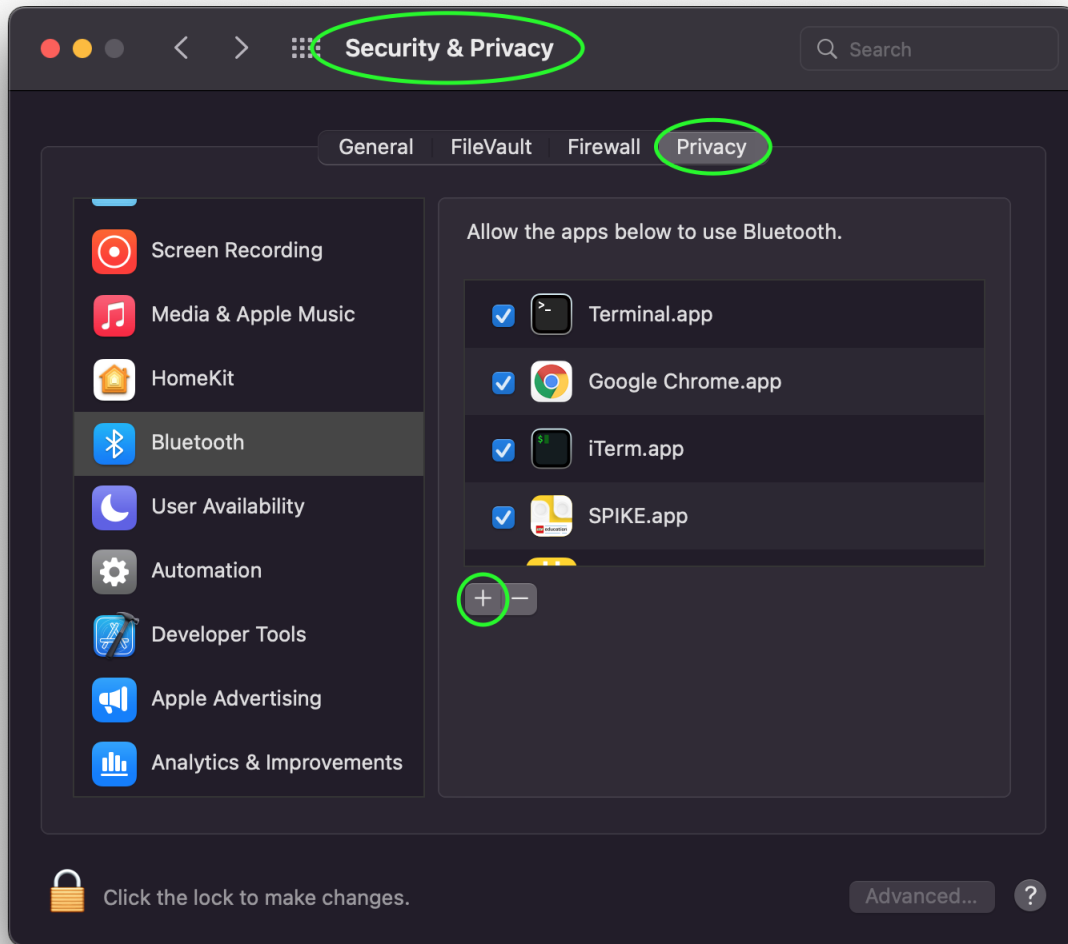 Security & Privacy
Search
General
FileVault
Firewall
Privacy
Screen Recording
Media & Apple Music
HomeKit
Bluetooth
User Availability
Automation
Developer Tools
Apple Advertising
Analytics & Improvements
Allow the apps below to use Bluetooth.
>_
Terminal.app
Google Chrome.app
$
iTerm.app
education
SPIKE.app
+ −
Click the lock to make changes.
Advanced...
?